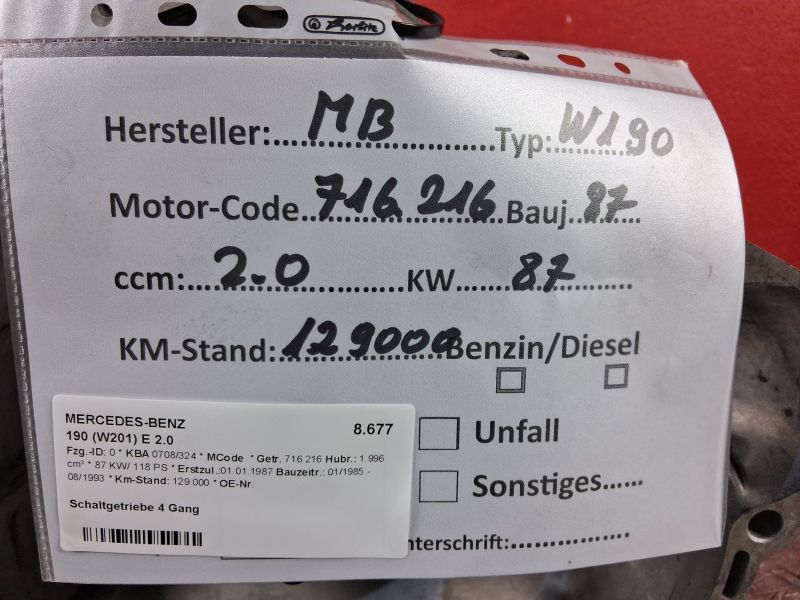 Herlitz
Hersteller: MB Typ: W190
Motor-Code 716 216 Bauj. 87
ccm: 2.0 KW 87
KM-Stand: 129000 Benzin/Diesel
Unfall
Sonstiges......
nterschrift:...............
MERCEDES-BENZ 8.677
190 (W201) E 2.0
Fzg.-ID: 0 * KBA 0708/324 * MCode * Getr. 716.216 Hubr.: 1.996
cm³ * 87 KW/ 118 PS * Erstzul.:01.01.1987 Bauzeitr.: 01/1985 -
08/1993 * Km-Stand: 129.000 * OE-Nr.
Schaltgetriebe 4 Gang